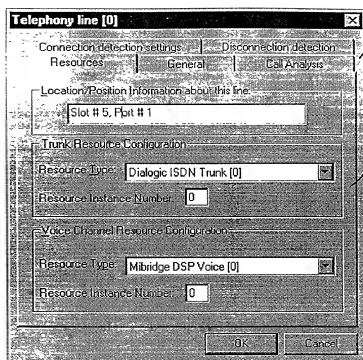 Telephony line [0]
Connection detection settings Disconnection detection
Resources General Call Analysis
Location/Position Information about this line:
Slot # 5, Port # 1
Trunk Resource Configuration
Resource Type: Dialogic ISDN Trunk [0]
Resource Instance Number: 0
Voice Channel Resource Configuration
Resource Type: Mibridge DSP Voice [0]
Resource Instance Number: 0
OK Cancel